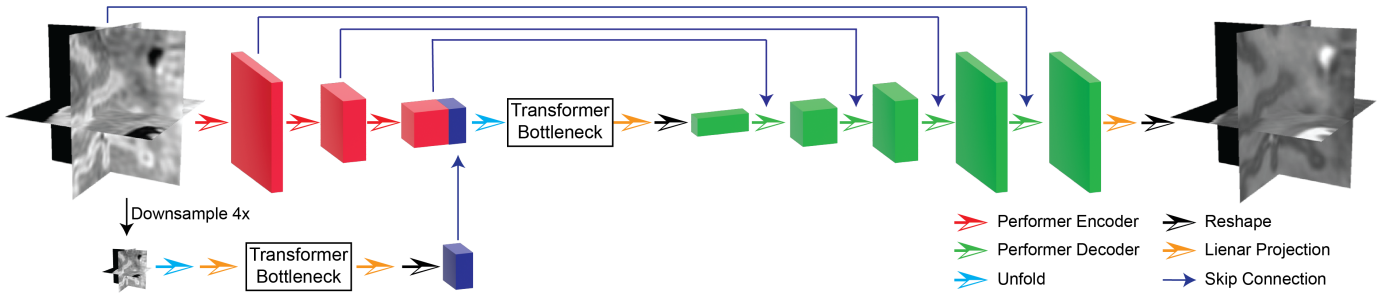 Transformer
Bottleneck
Downsample 4x
Transformer
Bottleneck
Performer Encoder
Performer Decoder
Unfold
Reshape
Lienar Projection
Skip Connection